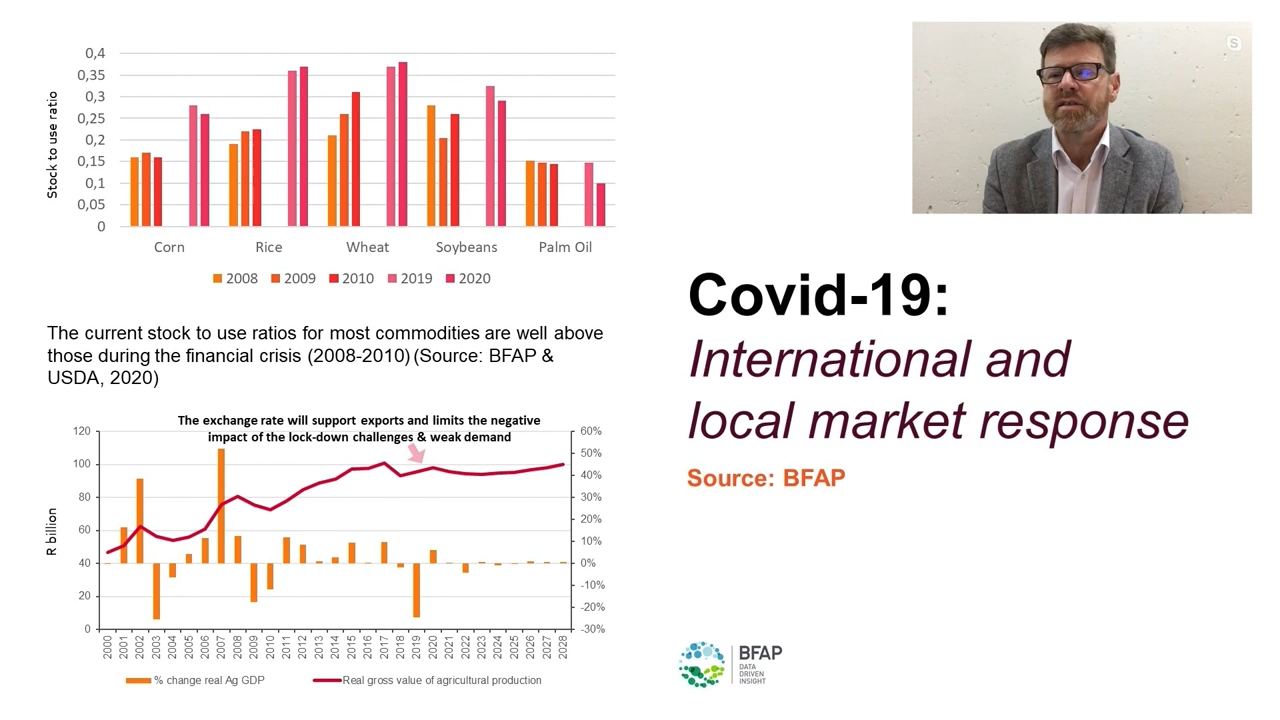 0,4
0,35
0,3
0,25
0,2
0,15
0,1
0,05
0
Stock to use ratio
Corn Rice Wheat Soybeans Palm Oil
2008 2009 2010 2019 2020
The current stock to use ratios for most commodities are well above
those during the financial crisis (2008-2010) (Source: BFAP &
USDA, 2020)
The exchange rate will support exports and limits the negative
impact of the lock-down challenges & weak demand
120
100
80
60
40
20
0
R billion
60%
50%
40%
30%
20%
10%
0%
-10%
-20%
-30%
2000 2001 2002 2003 2004 2005 2006 2007 2008 2009 2010 2011 2012 2013 2014 2015 2016 2017 2018 2019 2020 2021 2022 2023 2024 2025 2026 2027 2028
% change real Ag GDP Real gross value of agricultural production
S
Covid-19:
International and
local market response
Source: BFAP
BFAP
DATA
DRIVEN
INSIGHT